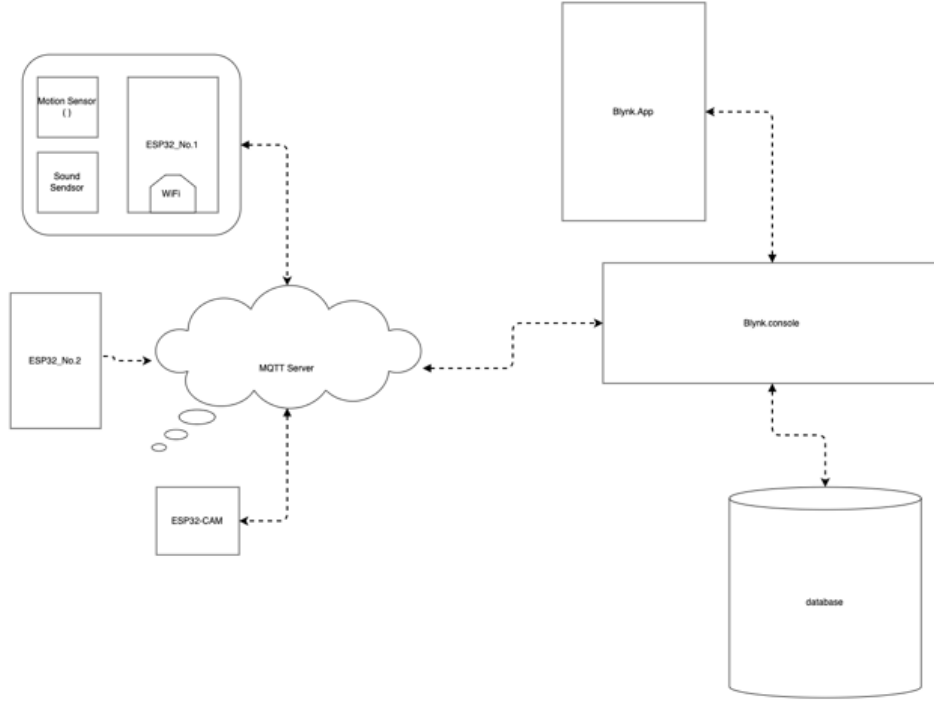 Motion Sensor
( )
ESP32_No.1
Sound
Sendsor
WiFi
Blynk.App
ESP32_No.2
MQTT Server
Blynk.console
ESP32-CAM
database